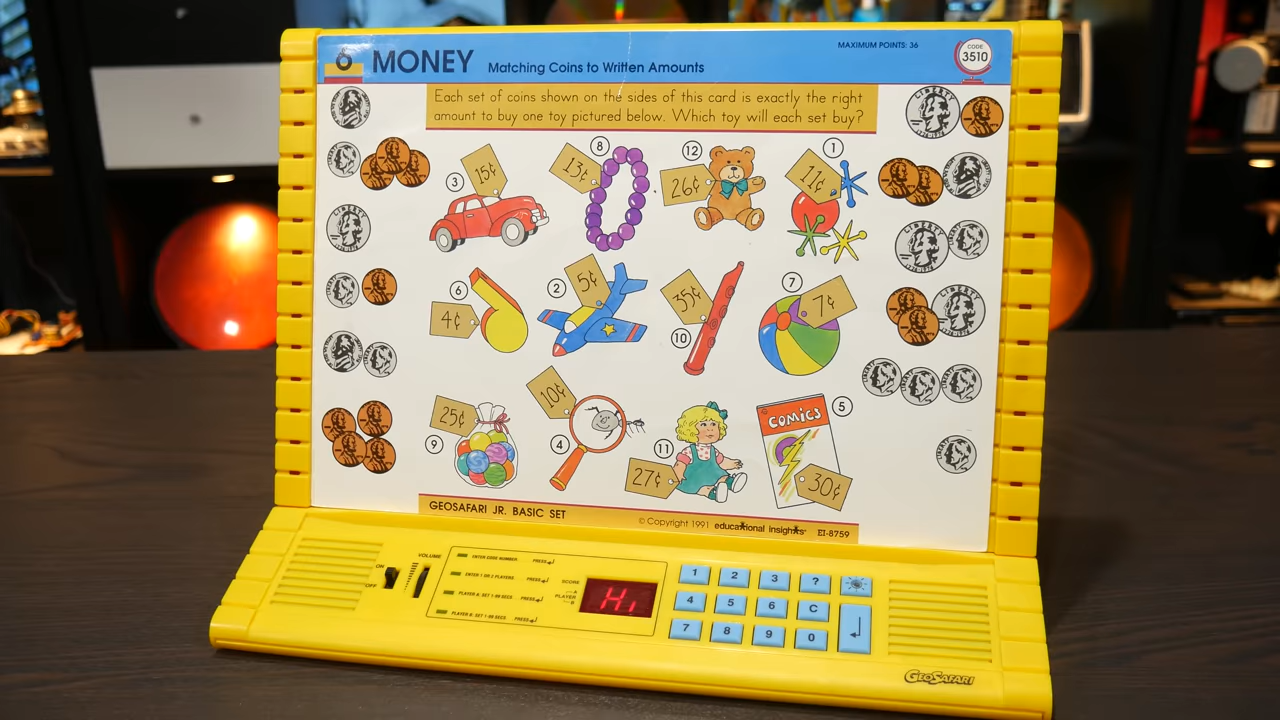 6 MONEY Matching Coins to Written Amounts
MAXIMUM POINTS: 36
CODE
3510
Each set of coins shown on the sides of this card is exactly the right
amount to buy one toy pictured below. Which toy will each set buy?
3 15¢
8 13¢
12 26¢
1 11¢
6 4¢
2 5¢
10 35¢
7 7¢
9 25¢
4 10¢
11 27¢
5 COMICS 30¢
GEOSAFARI JR. BASIC SET
© Copyright 1991 educational insights EI-8759
ON
OFF
VOLUME
ENTER CODE NUMBER PRESS
ENTER 1 OR 2 PLAYERS PRESS
PLAYER A: SET 1-99 SECS PRESS
PLAYER B: SET 1-99 SECS PRESS
SCORE
A
PLAYER
B
Hi
1 2 3 ?
4 5 6 C
7 8 9 0
GEOSAFARI